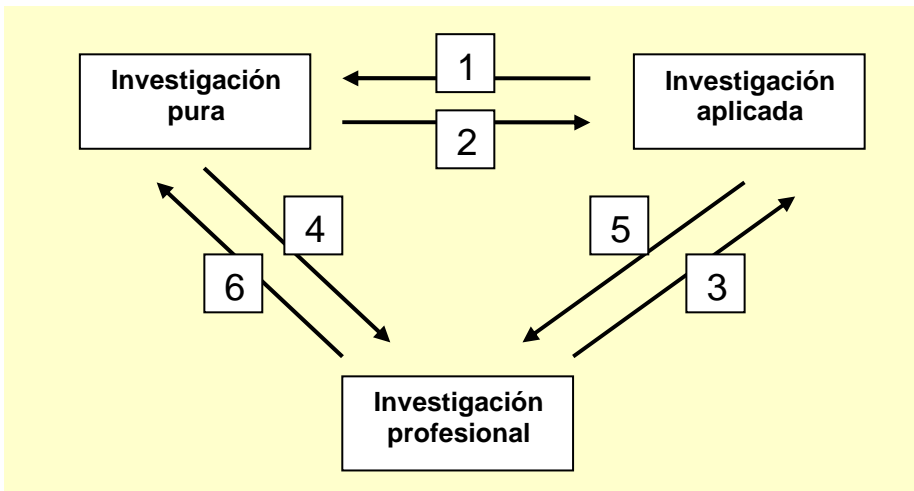 Investigación
pura
1
2
Investigación
aplicada
4
5
6
3
Investigación
profesional